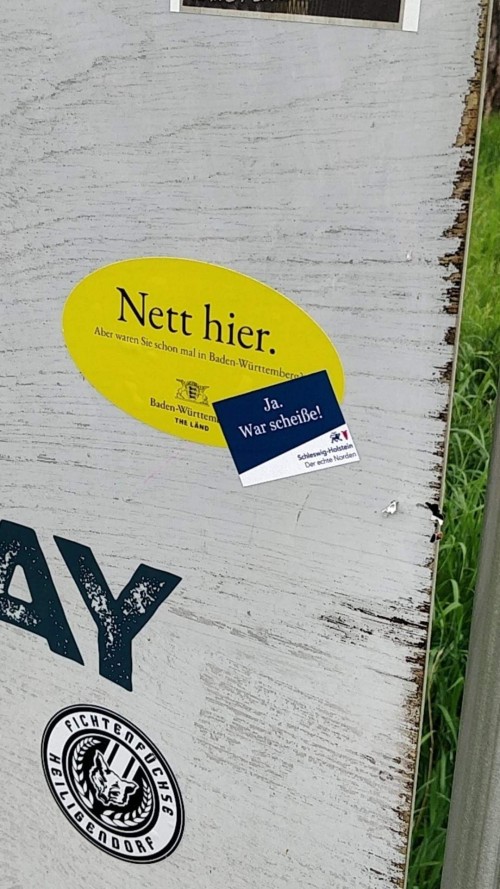 Nett hier.
Aber waren Sie schon mal in Baden-Württemberg
Baden-Württem
THE LÄND
Ja.
War scheiße!
Schleswig-Holstein
Der echte Norden
AY
FICHTENFÜCHSE
HEILIGENDORF